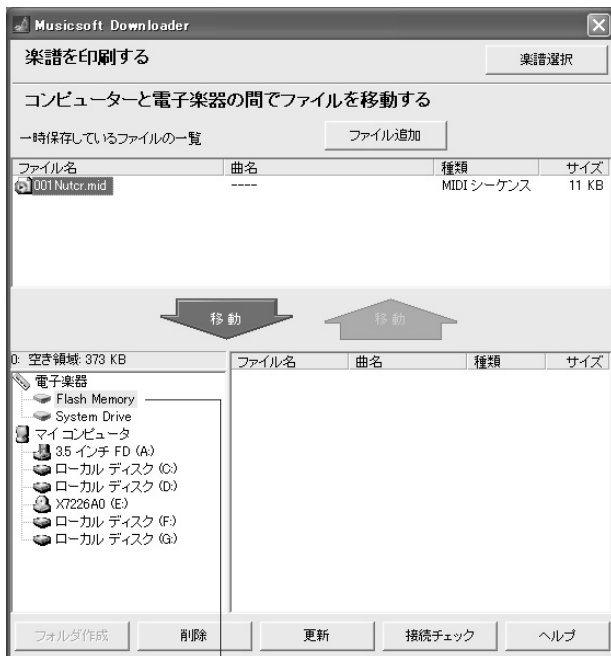 Musicsoft Downloader
楽譜を印刷する 楽譜選択
コンピューターと電子楽器の間でファイルを移動する
一時保存しているファイルの一覧 ファイル追加
ファイル名 曲名 種類 サイズ
001Nutcr.mid ---- MIDI シーケンス 11 KB
移動 移動
0: 空き領域: 373 KB
ファイル名 曲名 種類 サイズ
電子楽器
Flash Memory
System Drive
マイ コンピュータ
3.5 インチ FD (A:)
ローカル ディスク (C:)
ローカル ディスク (D:)
X7226A0 (E:)
ローカル ディスク (F:)
ローカル ディスク (G:)
フォルダ作成 削除 更新 接続チェック ヘルプ